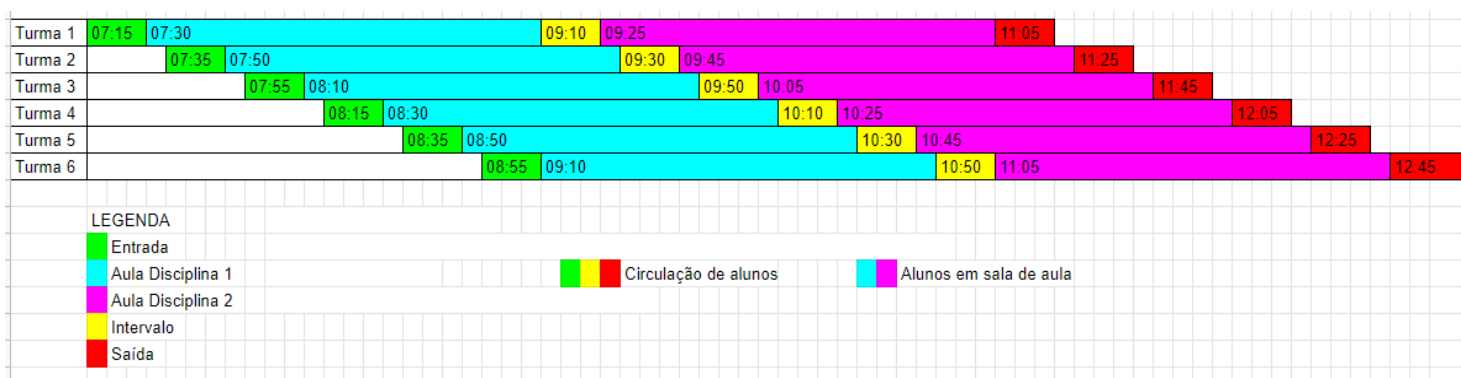 Turma 1 07:15 07:30 09:10 09:25 11:05
Turma 2 07:35 07:50 09:30 09:45 11:25
Turma 3 07:55 08:10 09:50 10:05 11:45
Turma 4 08:15 08:30 10:10 10:25 12:05
Turma 5 08:35 08:50 10:30 10:45 12:25
Turma 6 08:55 09:10 10:50 11:05 12:45
LEGENDA
Entrada
Aula Disciplina 1 Circulação de alunos Alunos em sala de aula
Aula Disciplina 2
Intervalo
Saída